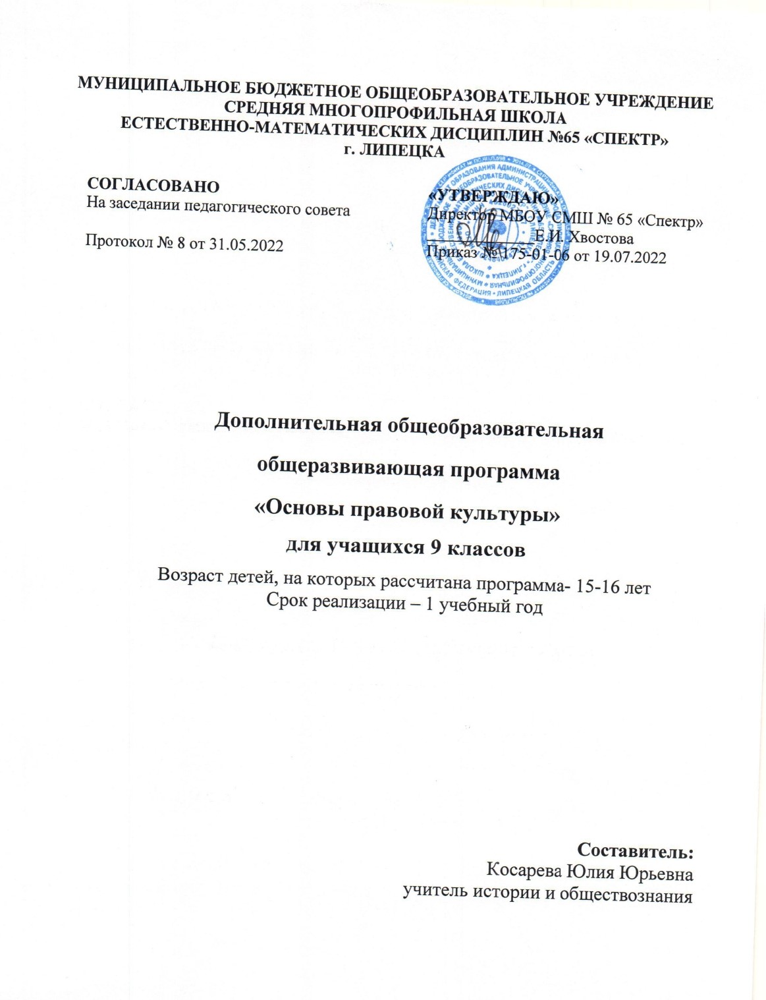 МУНИЦИПАЛЬНОЕ БЮДЖЕТНОЕ ОБЩЕОБРАЗОВАТЕЛЬНОЕ УЧРЕЖДЕНИЕ
СРЕДНЯЯ МНОГОПРОФИЛЬНАЯ ШКОЛА
ЕСТЕСТВЕННО-МАТЕМАТИЧЕСКИХ ДИСЦИПЛИН №65 «СПЕКТР»
г. ЛИПЕЦКА
СОГЛАСОВАНО
На заседании педагогического совета
Протокол № 8 от 31.05.2022
«УТВЕРЖДАЮ»
Директор МБОУ СМШ № 65 «Спектр»
Е.И. Хвостова
Приказ № 175-01-06 от 19.07.2022
Дополнительная общеобразовательная
общеразвивающая программа
«Основы правовой культуры»
для учащихся 9 классов
Возраст детей, на которых рассчитана программа- 15-16 лет
Срок реализации – 1 учебный год
Составитель:
Косарева Юлия Юрьевна
учитель истории и обществознания